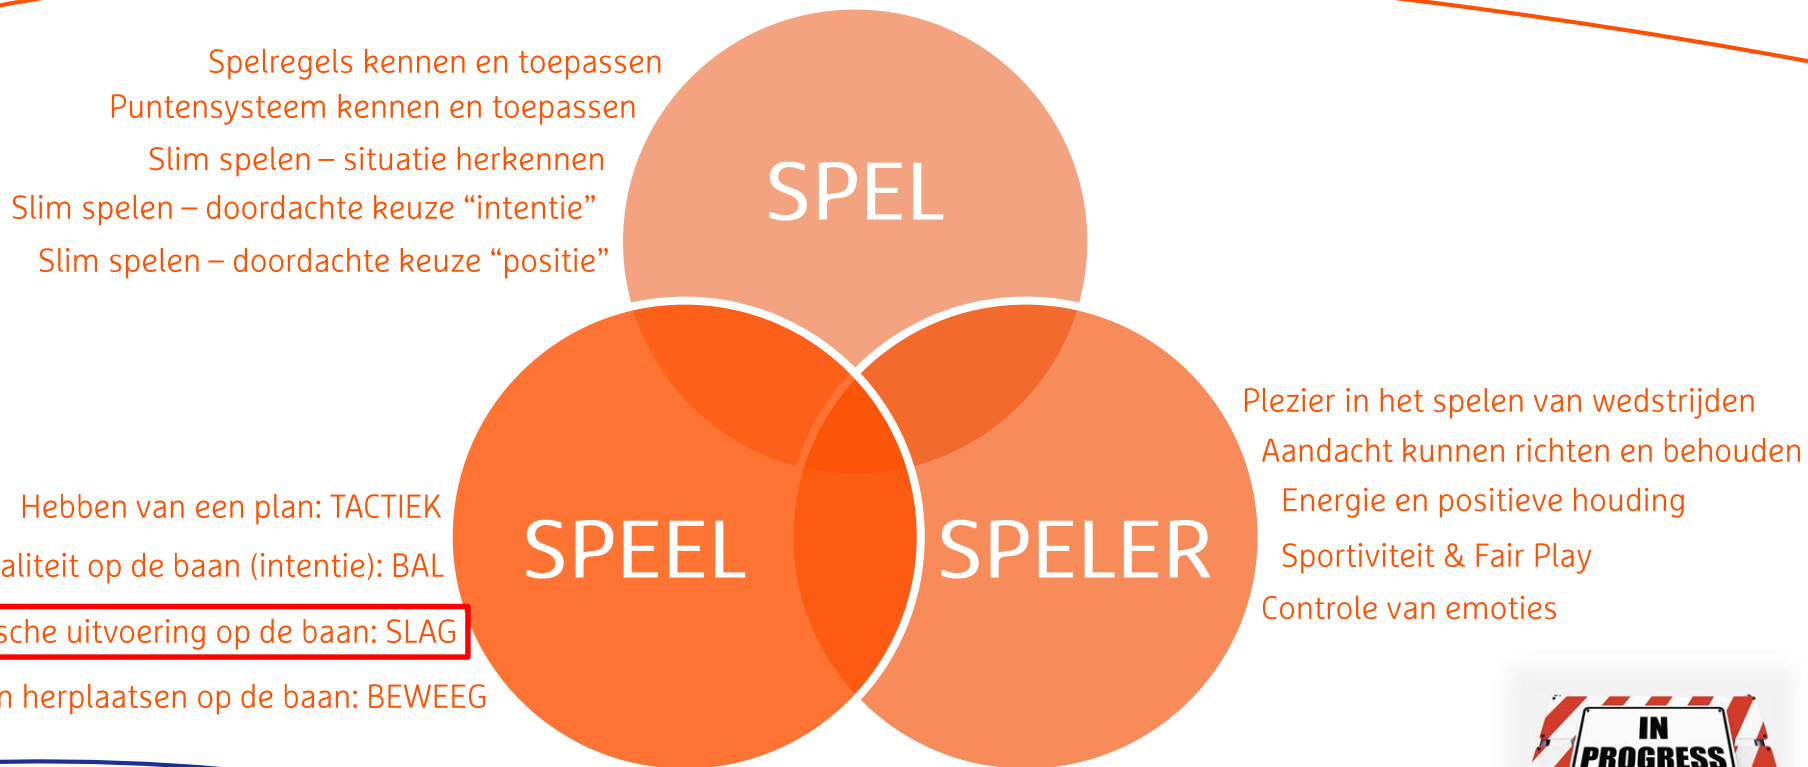 Spelregels kennen en toepassen
Puntensysteem kennen en toepassen
Slim spelen – situatie herkennen
Slim spelen – doordachte keuze “intentie”
Slim spelen – doordachte keuze “positie”
SPEL
Plezier in het spelen van wedstrijden
Aandacht kunnen richten en behouden
Energie en positieve houding
Sportiviteit & Fair Play
Controle van emoties
SPELER
SPEEL
Hebben van een plan: TACTIEK
op de baan (intentie): BAL
uitvoering op de baan: SLAG
herplaatsen op de baan: BEWEEG
IN
PROGRESS